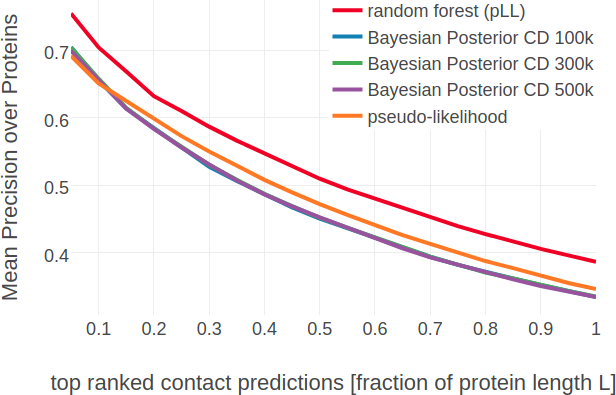 random forest (pLL)
Bayesian Posterior CD 100k
Bayesian Posterior CD 300k
Bayesian Posterior CD 500k
pseudo-likelihood
Mean Precision over Proteins
0.7
0.6
0.5
0.4
0.1 0.2 0.3 0.4 0.5 0.6 0.7 0.8 0.9 1
top ranked contact predictions [fraction of protein length L]